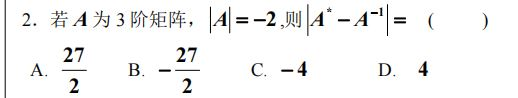 2. 若 A 为 3 阶矩阵， |A| = −2 ,则 |A* − A⁻¹| = （ ）
A. 27/2 B. −27/2 C. −4 D. 4